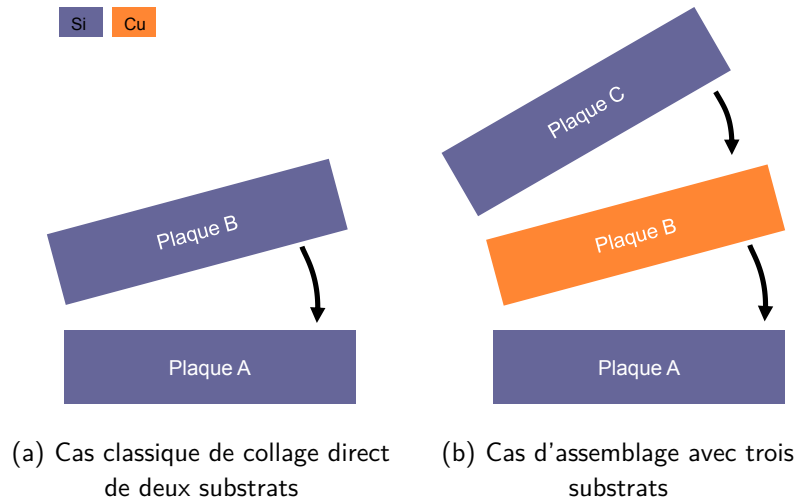 Si Cu
Plaque B
Plaque A
Plaque C
Plaque B
Plaque A
(a) Cas classique de collage direct
de deux substrats
(b) Cas d'assemblage avec trois
substrats